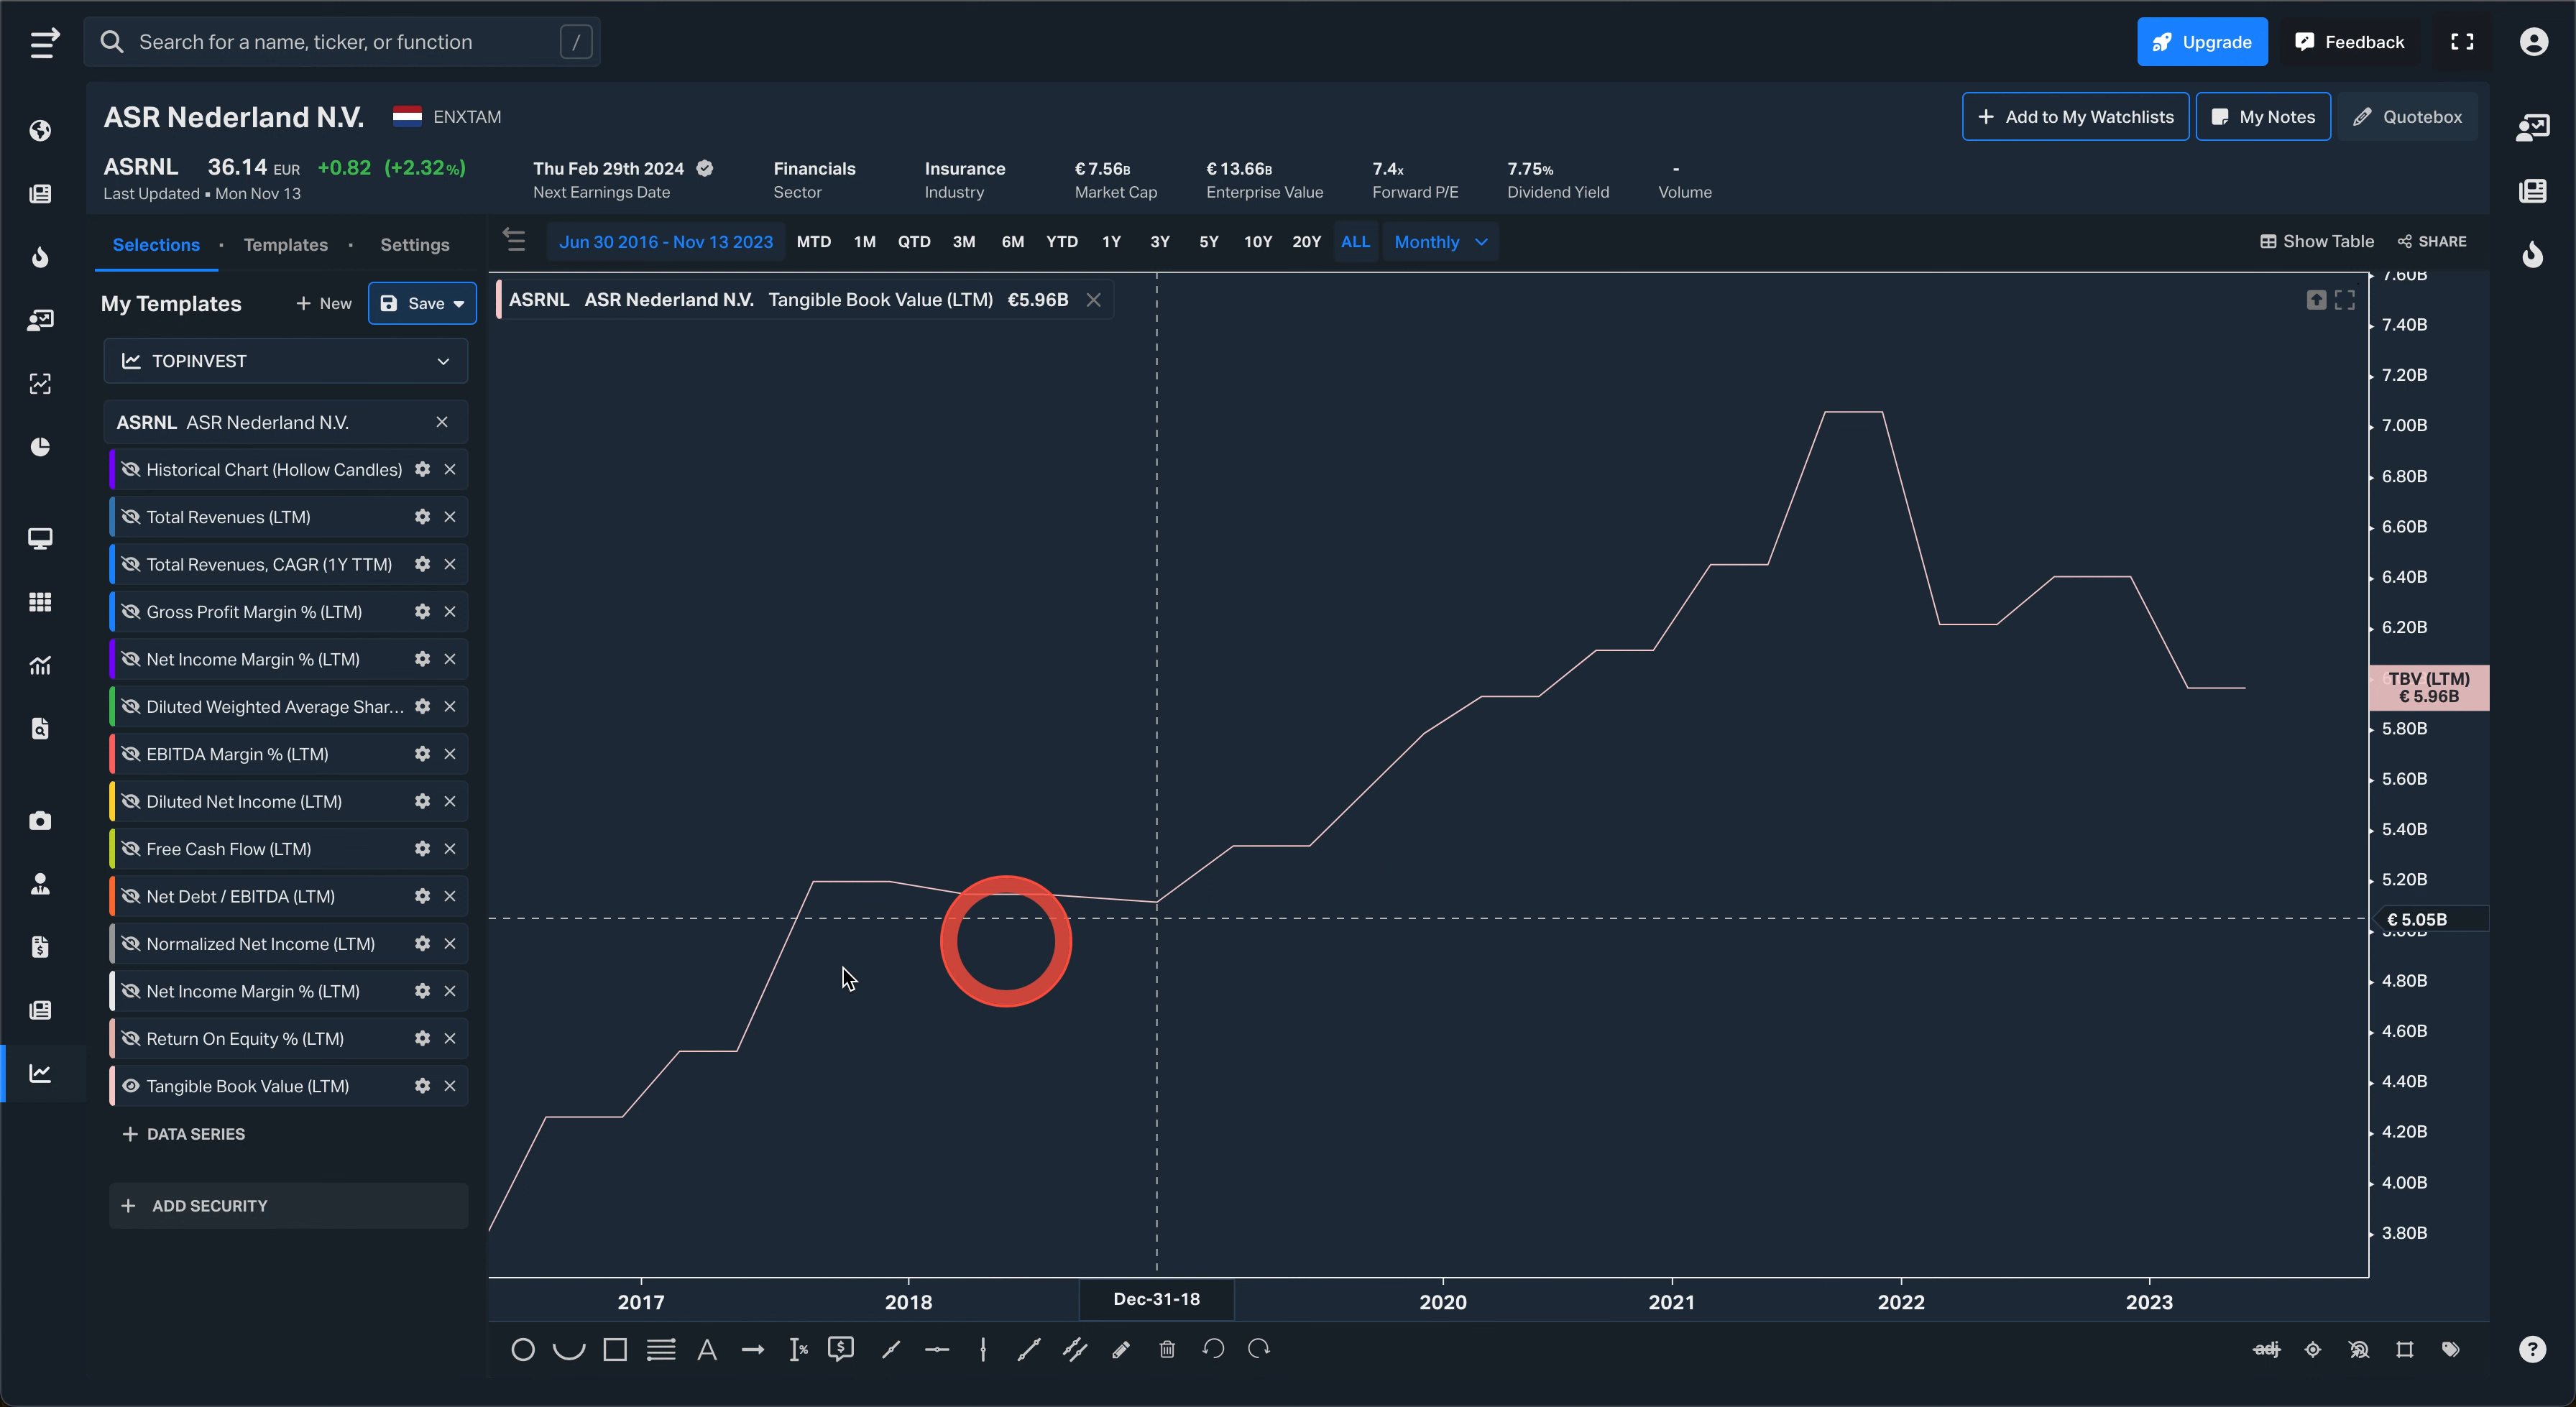 Search for a name, ticker, or function /
Upgrade Feedback
ASR Nederland N.V. ENXTAM
Add to My Watchlists My Notes Quotebox
ASRNL 36.14 EUR +0.82 (+2.32%)
Last Updated ▪ Mon Nov 13
Thu Feb 29th 2024
Next Earnings Date
Financials
Sector
Insurance
Industry
€ 7.56B
Market Cap
€ 13.66B
Enterprise Value
7.4x
Forward P/E
7.75%
Dividend Yield
-
Volume
Selections · Templates · Settings
Jun 30 2016 - Nov 13 2023 MTD 1M QTD 3M 6M YTD 1Y 3Y 5Y 10Y 20Y ALL Monthly
Show Table SHARE
My Templates + New Save
TOPINVEST
ASRNL ASR Nederland N.V.
Historical Chart (Hollow Candles)
Total Revenues (LTM)
Total Revenues, CAGR (1Y TTM)
Gross Profit Margin % (LTM)
Net Income Margin % (LTM)
Diluted Weighted Average Shar...
EBITDA Margin % (LTM)
Diluted Net Income (LTM)
Free Cash Flow (LTM)
Net Debt / EBITDA (LTM)
Normalized Net Income (LTM)
Net Income Margin % (LTM)
Return On Equity % (LTM)
Tangible Book Value (LTM)
+ DATA SERIES
+ ADD SECURITY
ASRNL ASR Nederland N.V. Tangible Book Value (LTM) €5.96B
7.60B
7.40B
7.20B
7.00B
6.80B
6.60B
6.40B
6.20B
TBV (LTM)
€ 5.96B
5.80B
5.60B
5.40B
5.20B
€ 5.05B
4.80B
4.60B
4.40B
4.20B
4.00B
3.80B
2017 2018 Dec-31-18 2020 2021 2022 2023
A % $ adj ?